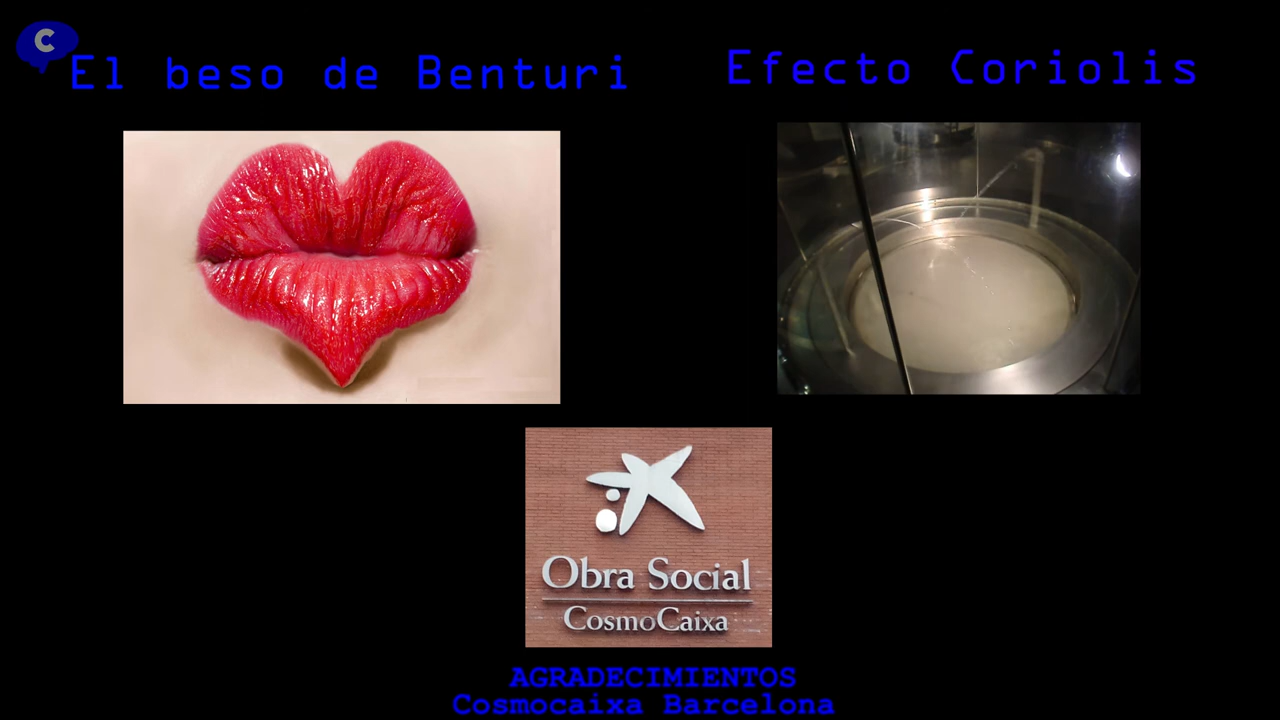 C
El beso de Benturi
Efecto Coriolis
Obra Social
CosmoCaixa
AGRADECIMIENTOS
Cosmocaixa Barcelona